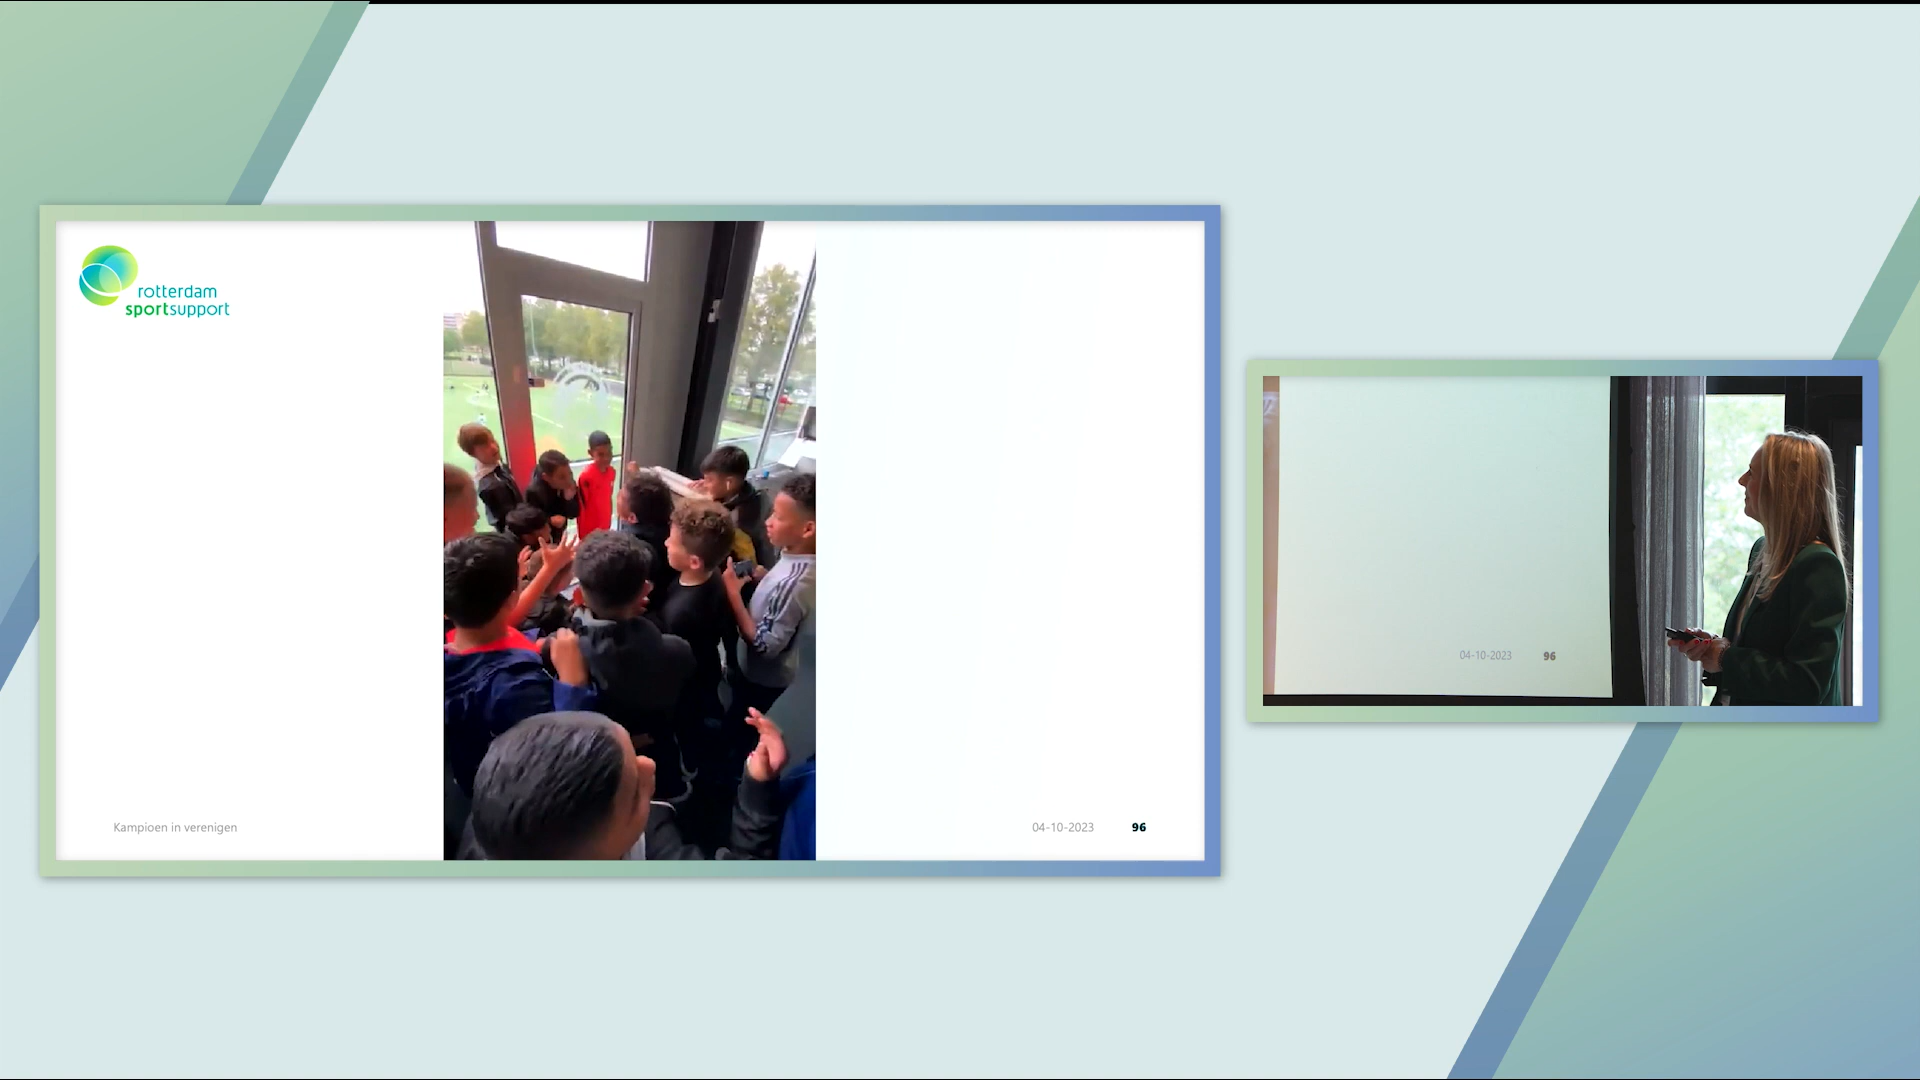 rotterdam
sportsupport
Kampioen in verenigen
04-10-2023 96
04-10-2023 96